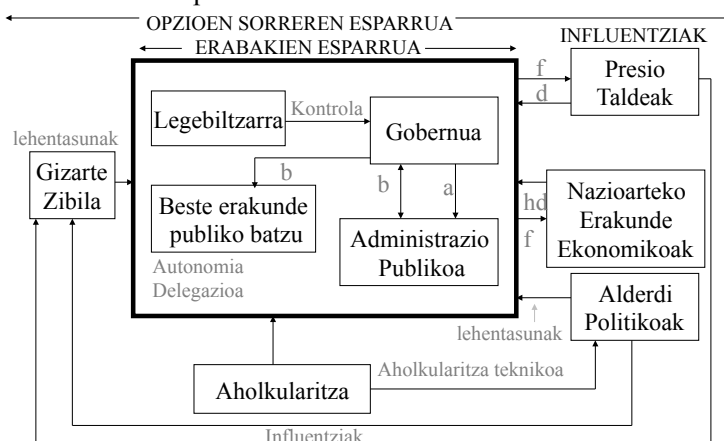 OPZIOEN SORREREN ESPARRUA
ERABAKIEN ESPARRUA
INFLUENTZIAK
f
d
Presio
Taldeak
Legebiltzarra
Kontrola
Gobernua
lehentasunak
Gizarte
Zibila
b
b
a
Beste erakunde
publiko batzu
Administrazio
Publikoa
Autonomia
Delegazioa
hd
f
Nazioarteko
Erakunde
Ekonomikoak
Alderdi
Politikoak
lehentasunak
Aholkularitza
Aholkularitza teknikoa
Influentziak